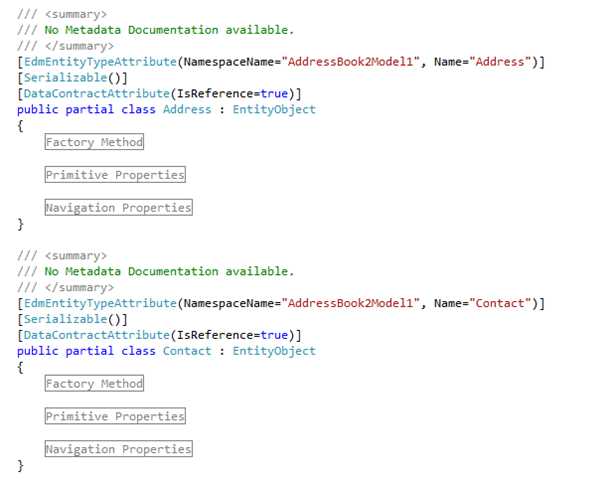 /// <summary>
/// No Metadata Documentation available.
/// </summary>
[EdmEntityTypeAttribute(NamespaceName="AddressBook2Model1", Name="Address")]
[Serializable()]
[DataContractAttribute(IsReference=true)]
public partial class Address : EntityObject
{
Factory Method
Primitive Properties
Navigation Properties
}
/// <summary>
/// No Metadata Documentation available.
/// </summary>
[EdmEntityTypeAttribute(NamespaceName="AddressBook2Model1", Name="Contact")]
[Serializable()]
[DataContractAttribute(IsReference=true)]
public partial class Contact : EntityObject
{
Factory Method
Primitive Properties
Navigation Properties
}